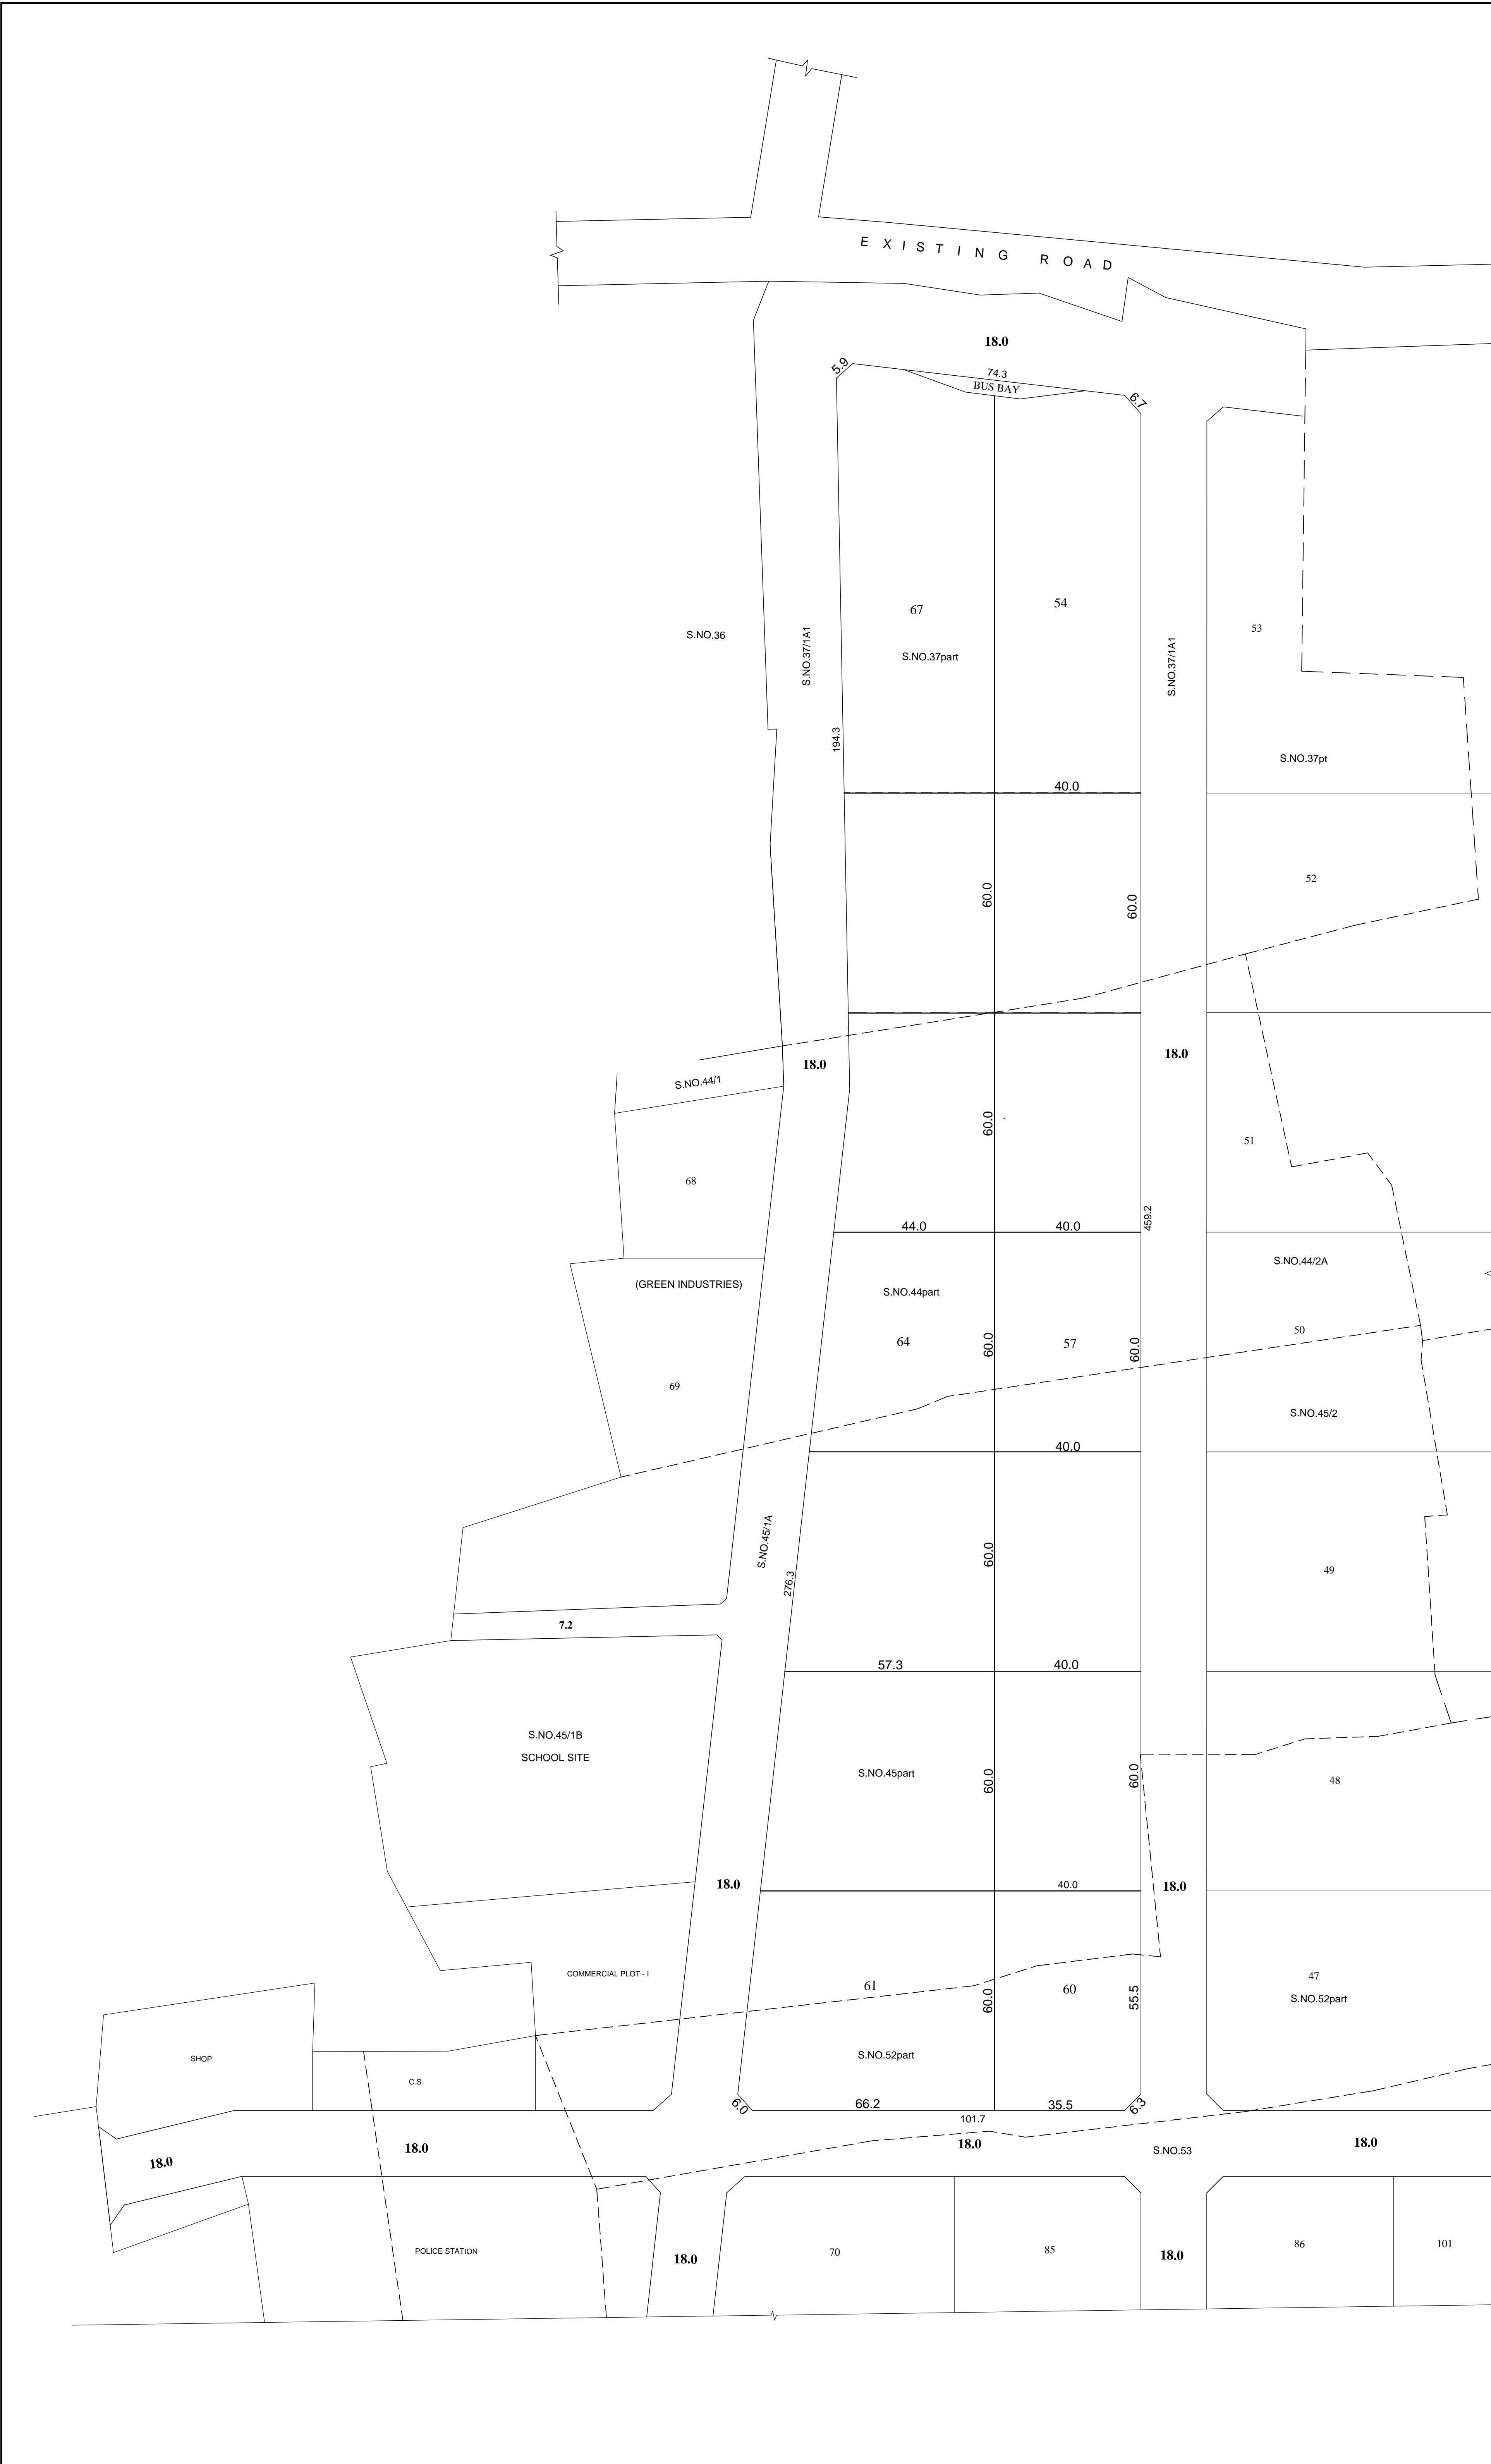 EXISTING ROAD
18.0
5.9
74.3
BUS BAY
6.7
67
54
53
S.NO.36
S.NO.37/1A1
S.NO.37part
S.NO.37/1A1
194.3
S.NO.37pt
40.0
52
60.0
60.0
18.0
18.0
S.NO.44/1
60.0
51
68
459.2
44.0
40.0
S.NO.44/2A
(GREEN INDUSTRIES)
S.NO.44part
50
64
60.0
57
60.0
69
S.NO.45/2
40.0
S.NO.45/1A
60.0
49
276.3
7.2
57.3
40.0
S.NO.45/1B
SCHOOL SITE
S.NO.45part
60.0
60.0
48
18.0
40.0
18.0
COMMERCIAL PLOT - I
61
60
47
60.0
55.5
S.NO.52part
SHOP
S.NO.52part
C.S
6.0
66.2
35.5
6.3
101.7
18.0
18.0
18.0
S.NO.53
18.0
POLICE STATION
18.0
70
85
18.0
86
101